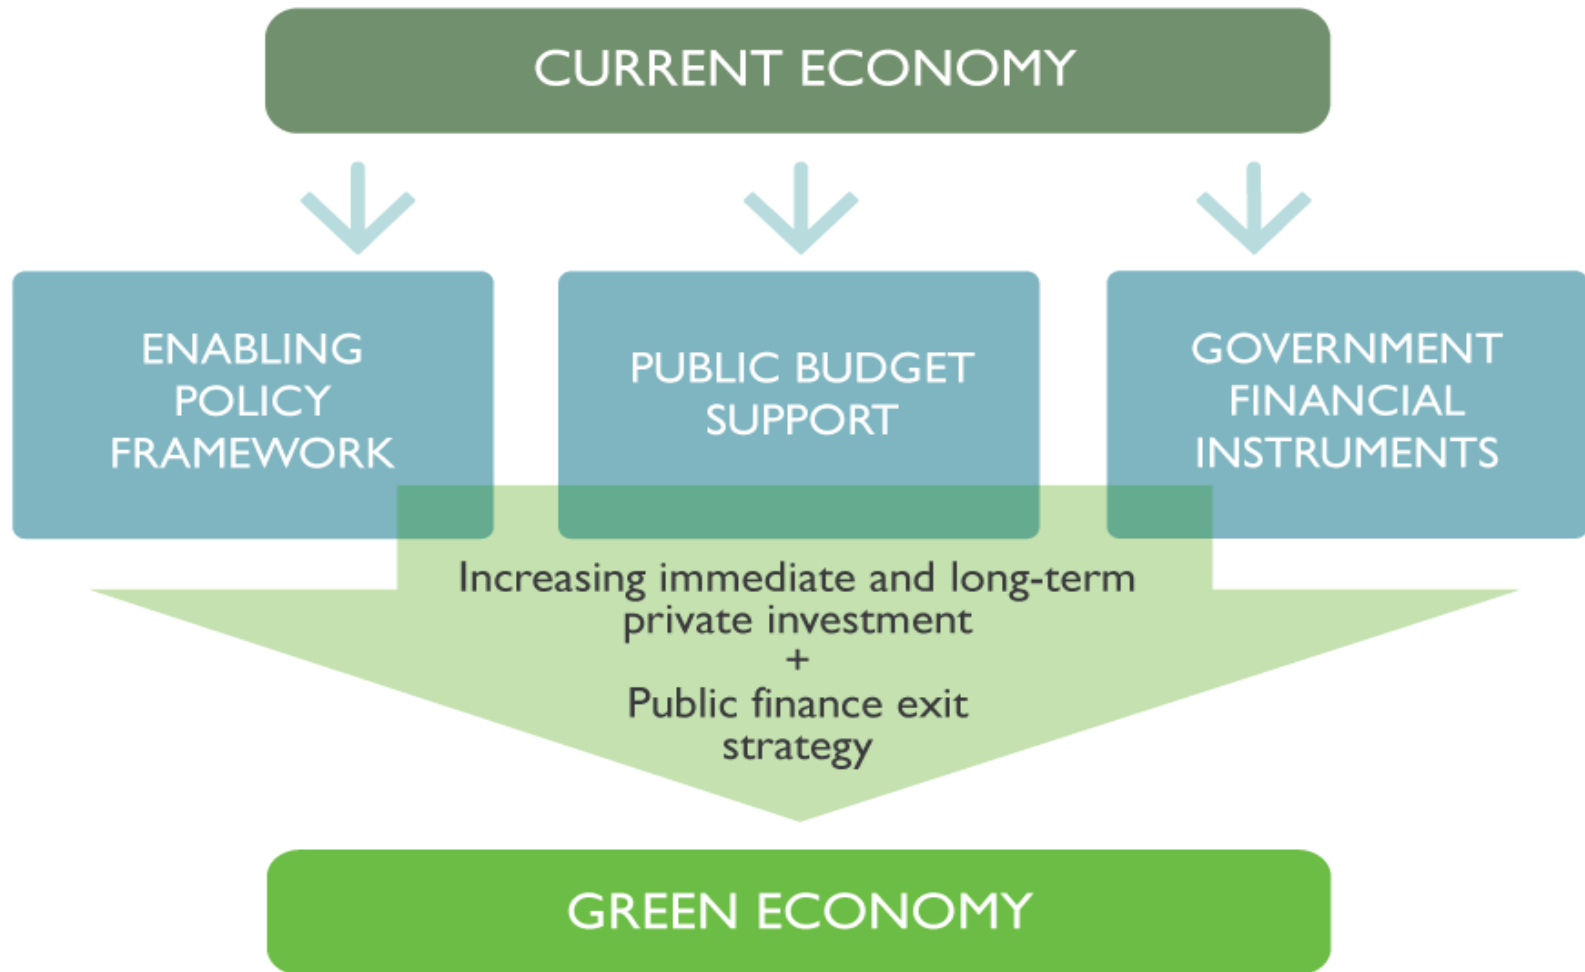 CURRENT ECONOMY
ENABLING
POLICY
FRAMEWORK
PUBLIC BUDGET
SUPPORT
GOVERNMENT
FINANCIAL
INSTRUMENTS
Increasing immediate and long-term
private investment
+
Public finance exit
strategy
GREEN ECONOMY